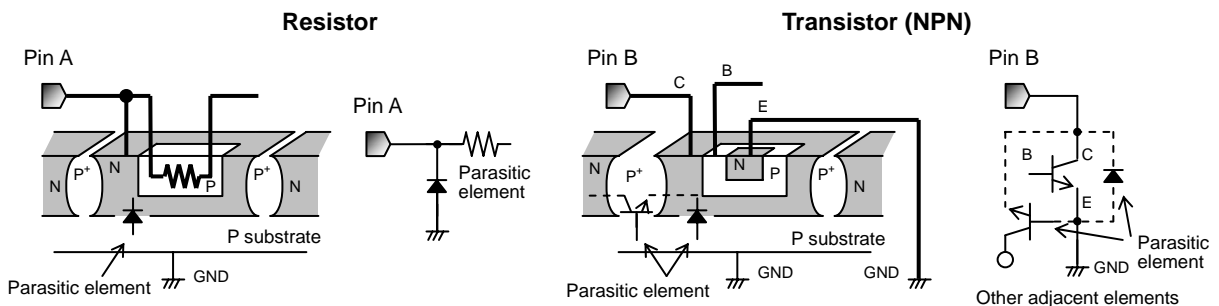 Resistor
Transistor (NPN)
Pin A
Pin A
N
P+
N
P
P+
N
Parasitic element
P substrate
GND
Parasitic element
Pin B
C
B
E
N
P+
N
P
P+
N
P substrate
GND
GND
Parasitic element
Pin B
B
C
E
GND
Parasitic element
Other adjacent elements